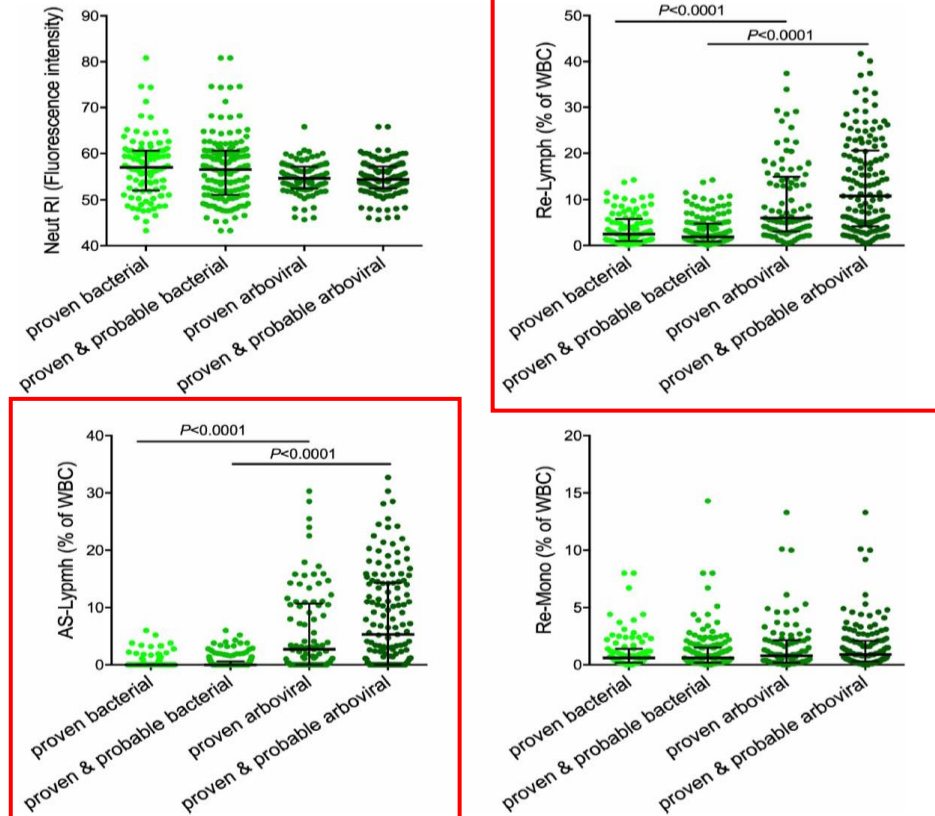 Neut RI (Fluorescence intensity)
90
80
70
60
50
40
proven bacterial
proven & probable bacterial
proven arboviral
proven & probable arboviral
Re-Lymph (% of WBC)
50
40
30
20
10
0
P<0.0001
P<0.0001
proven bacterial
proven & probable bacterial
proven arboviral
proven & probable arboviral
AS-Lypmh (% of WBC)
40
30
20
10
0
P<0.0001
P<0.0001
proven bacterial
proven & probable bacterial
proven arboviral
proven & probable arboviral
Re-Mono (% of WBC)
20
15
10
5
0
proven bacterial
proven & probable bacterial
proven arboviral
proven & probable arboviral